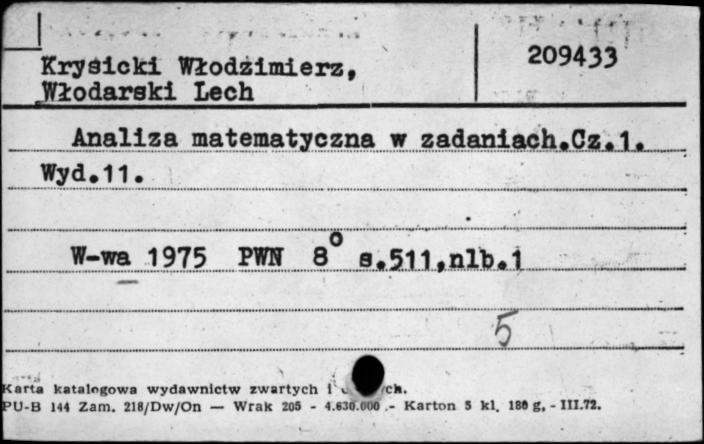 209433
Krysicki Włodzimierz,
Włodarski Lech
Analiza matematyczna w zadaniach.Cz.1.
Wyd.11.
W-wa 1975 PWN 8° s.511,nlb.1
5
Karta katalogowa wydawnictw zwartych i
PU-B 144 Zam. 218/Dw/On — Wrak 205 - 4.630.000 - Karton 5 kl. 180 g, - III.72.